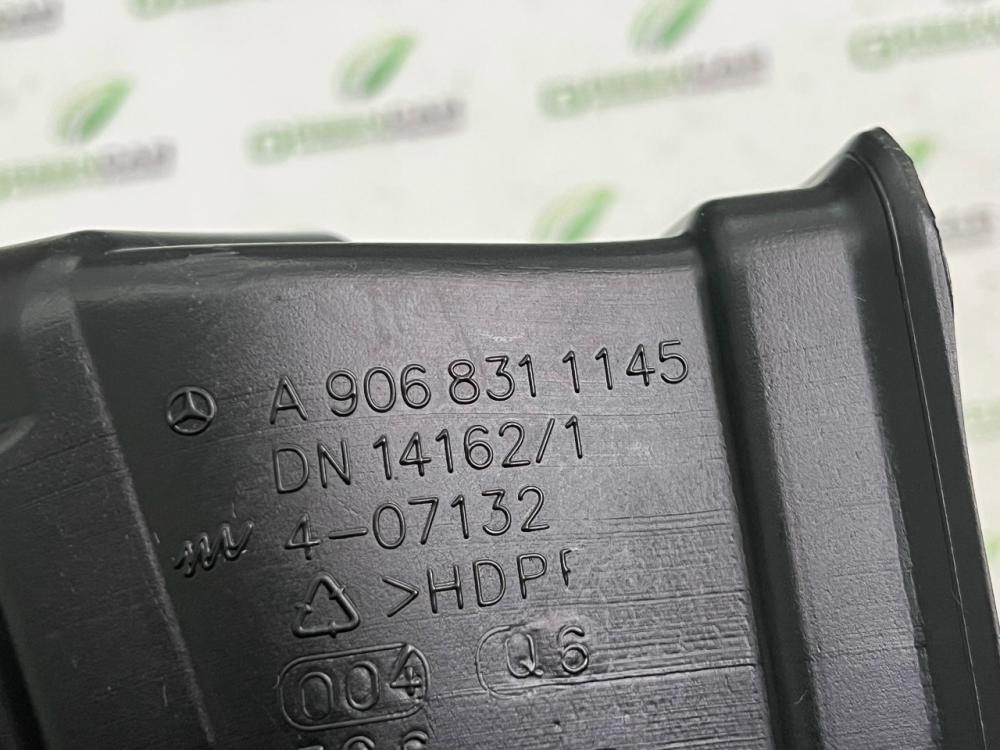 A 906 831 1145
DN 14162/1
4-07132
>HDPE
004 Q6